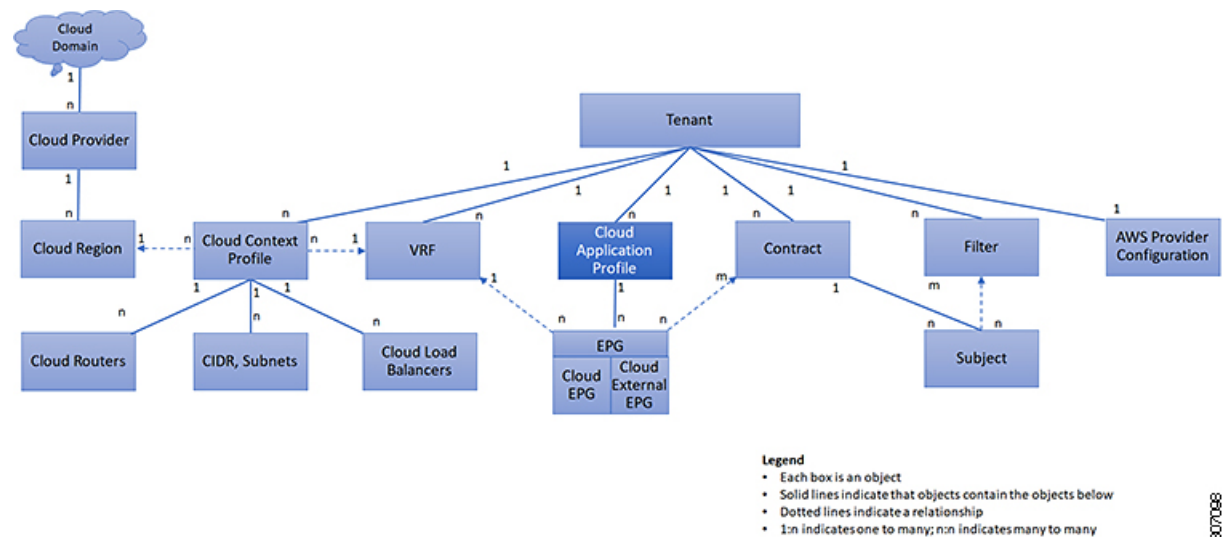 Cloud
Domain
1
n
Cloud Provider
1
n
Cloud Region
Tenant
1
1
1
1
1
1
n
n
n
n
n
1
Cloud Context
Profile
VRF
Cloud
Application
Profile
Contract
Filter
AWS Provider
Configuration
1
n
n
1
1
1
1
n
n
n
1
1
m
1
m
n
n
n
n
n
Cloud Routers
CIDR, Subnets
Cloud Load
Balancers
EPG
Cloud
EPG
Cloud
External
EPG
Subject
Legend
• Each box is an object
• Solid lines indicate that objects contain the objects below
• Dotted lines indicate a relationship
• 1:n indicates one to many; n:n indicates many to many
307098